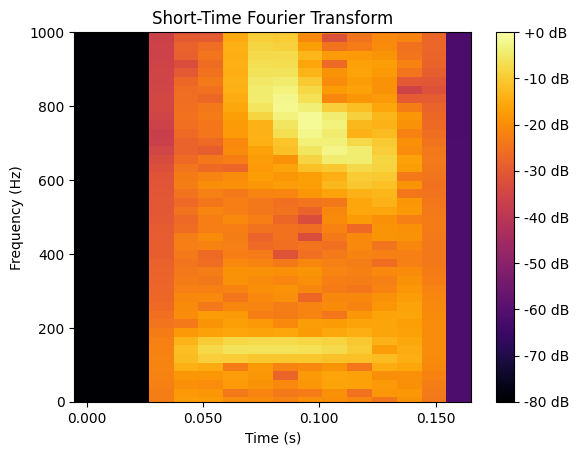 Short-Time Fourier Transform
1000
800
600
400
200
0
Frequency (Hz)
0.000
0.050
0.100
0.150
Time (s)
+0 dB
-10 dB
-20 dB
-30 dB
-40 dB
-50 dB
-60 dB
-70 dB
-80 dB